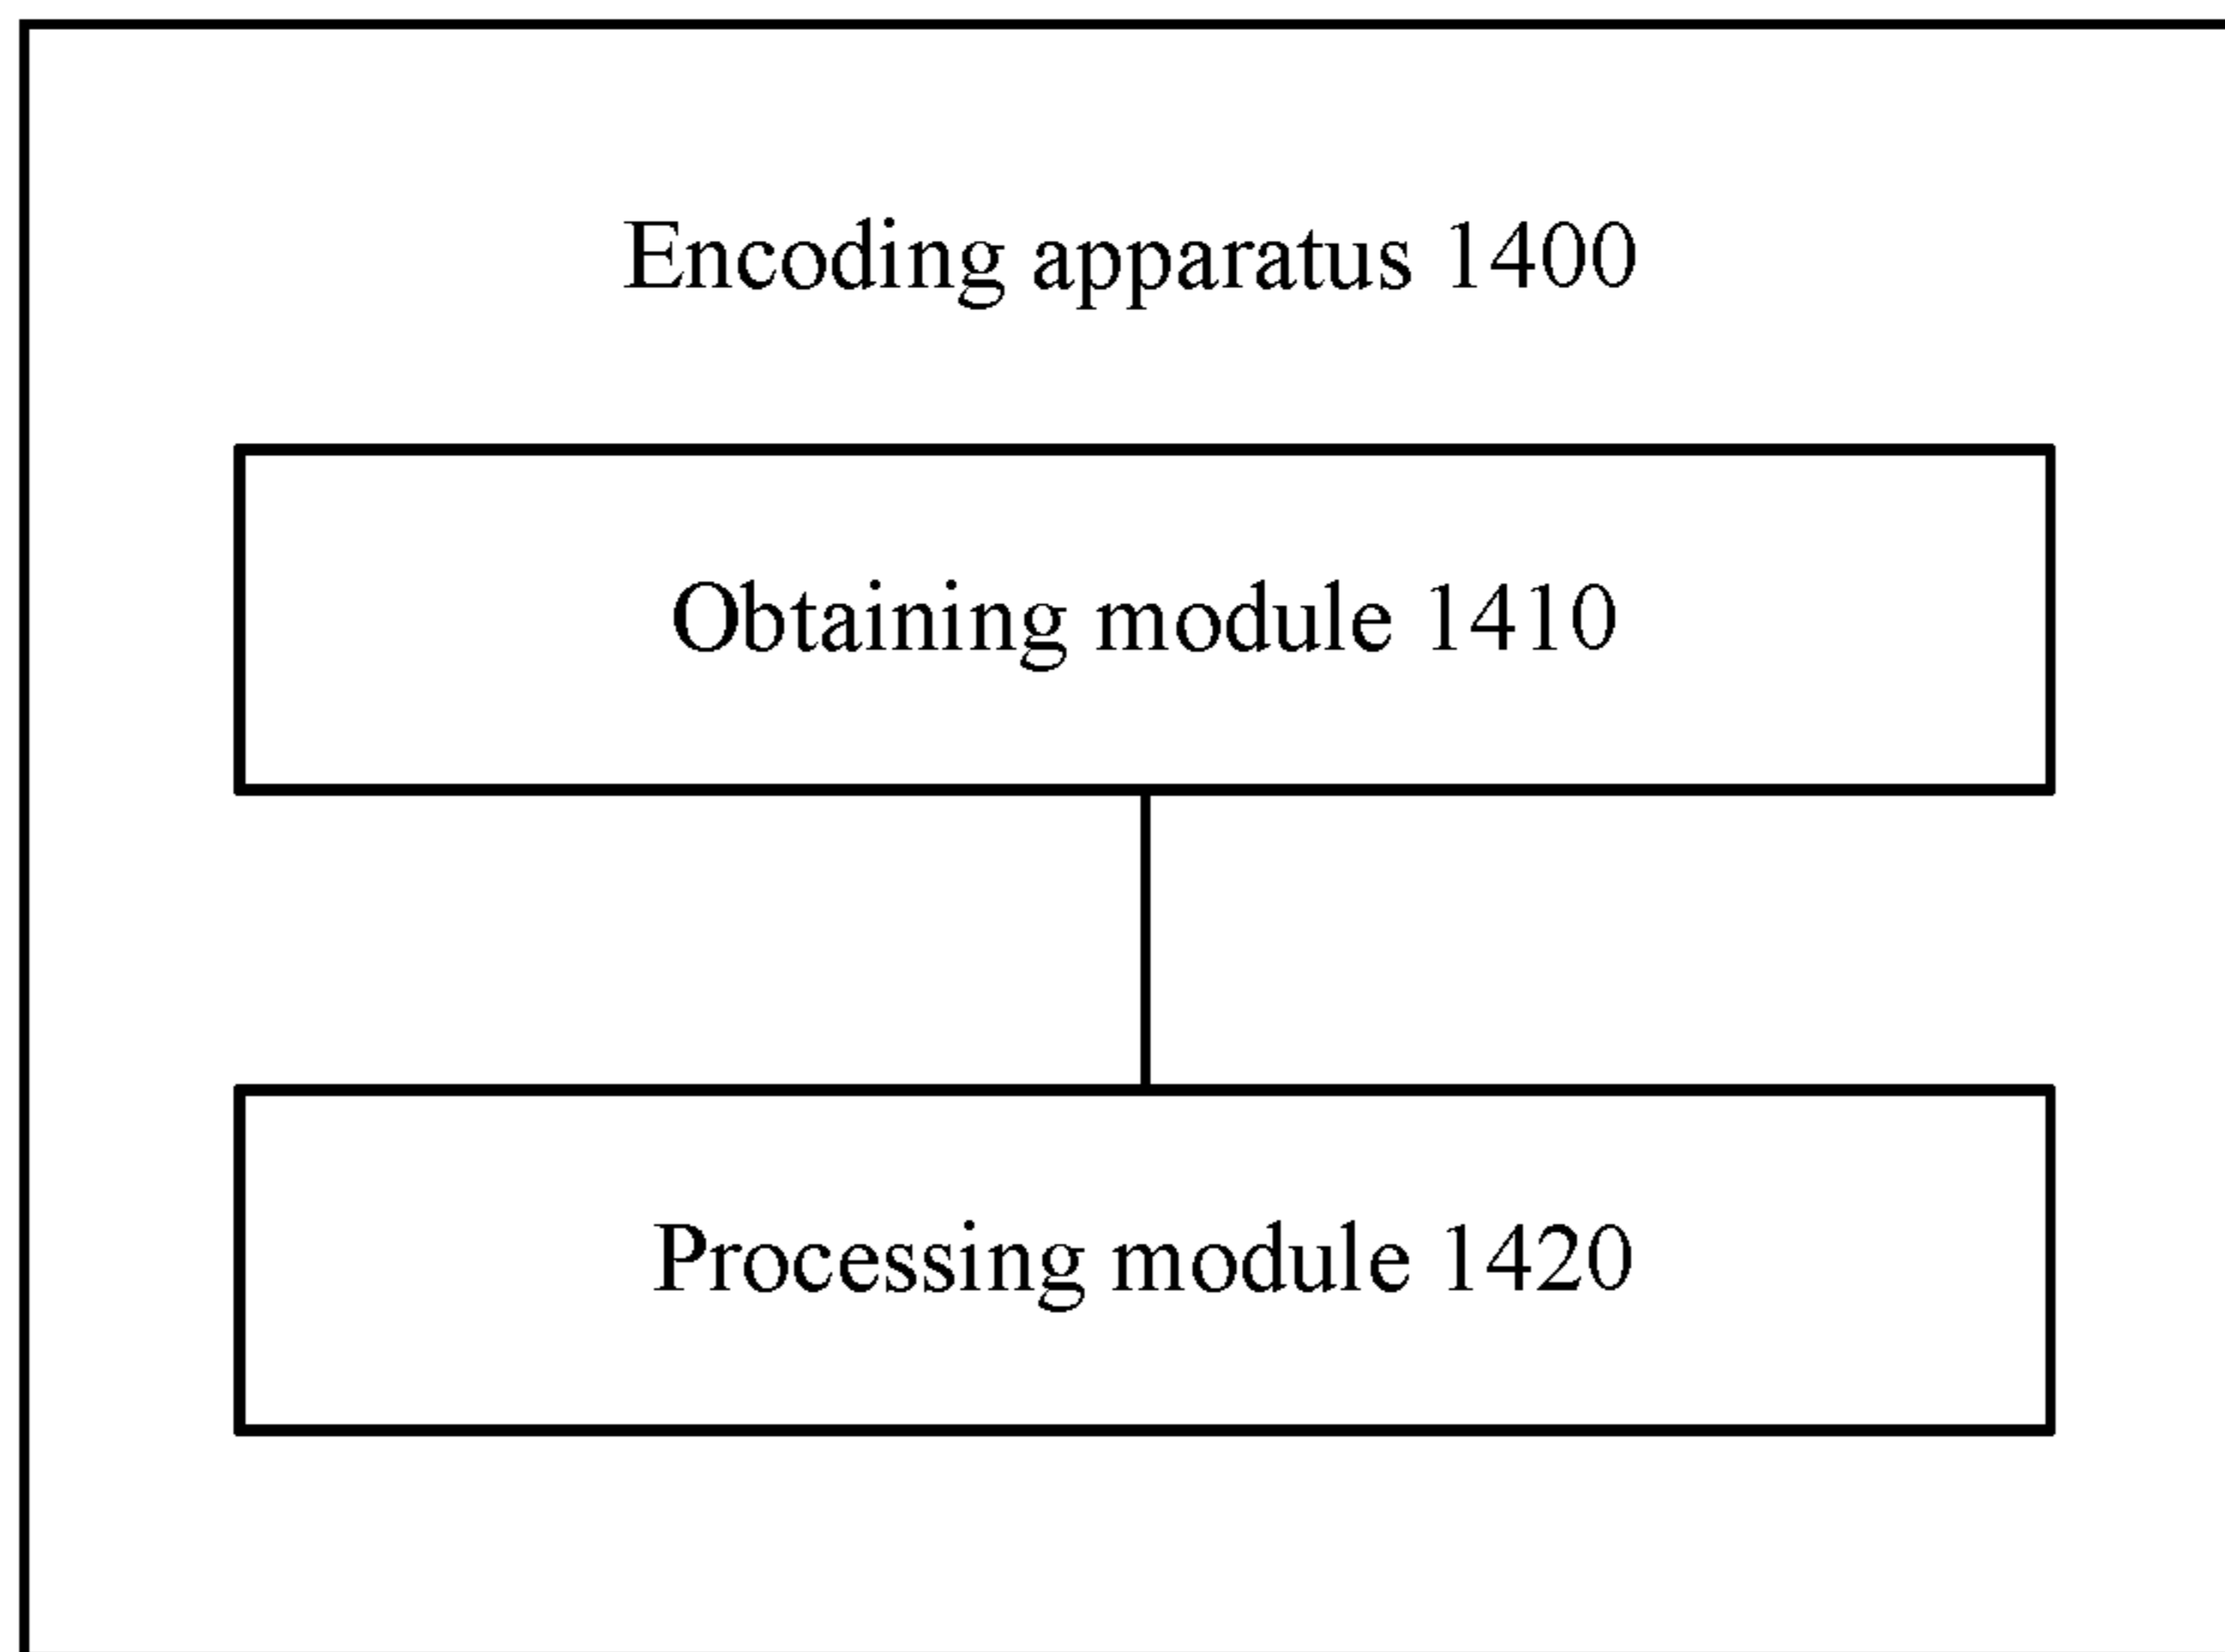 Encoding apparatus 1400
Obtaining module 1410
Processing module 1420